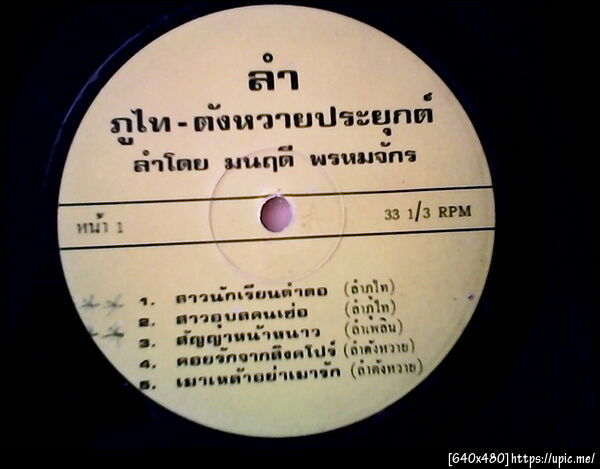 ลำ
ภูไท - ตังหวายประยุกต์
ลำโดย มนฤดี พรหมจักร
หน้า 1
33 1/3 RPM
1. สาวนักเรียนตำตอ (ลำภูไท)
2. สาวอุบลคนเซ่อ (ลำภูไท)
3. สัญญาหน้าหนาว (ลำเพลิน)
4. คอยรักจากสิงคโปร์ (ลำตังหวาย)
5. เมาเหล้าอย่าเมารัก (ลำตังหวาย)
[640x480]https://upic.me/